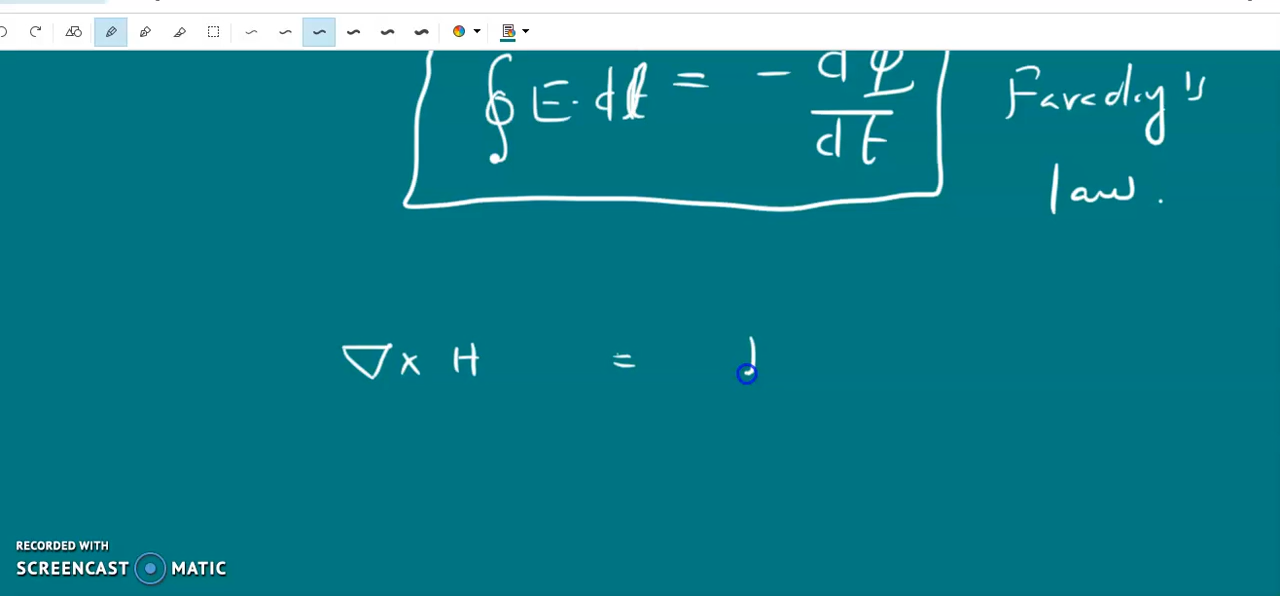 ∮ E. dl = - dφ/dt Faraday's
law.
∇ x H = J
RECORDED WITH
SCREENCAST MATIC